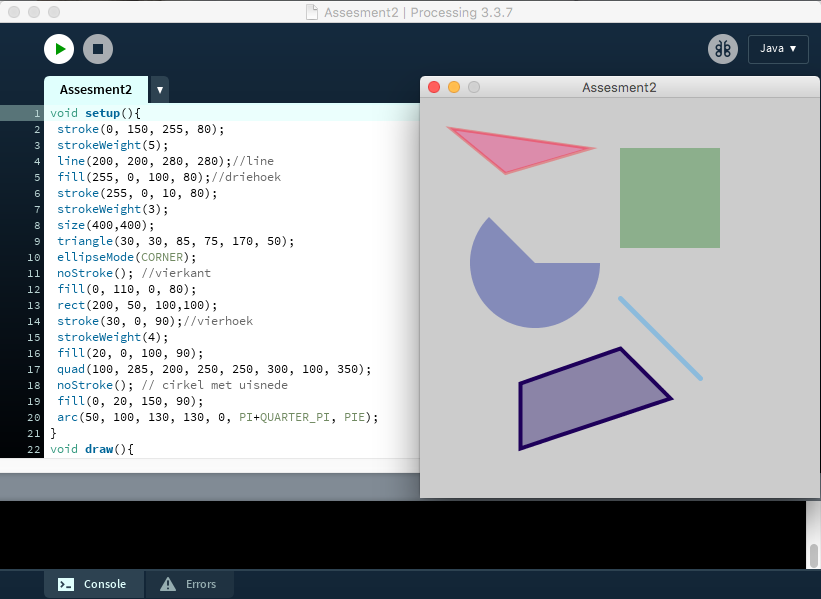 Assesment2 | Processing 3.3.7
Java ▼
Assesment2 ▼
Assesment2
1 void setup(){
2 stroke(0, 150, 255, 80);
3 strokeWeight(5);
4 line(200, 200, 280, 280);//line
5 fill(255, 0, 100, 80);//driehoek
6 stroke(255, 0, 10, 80);
7 strokeWeight(3);
8 size(400,400);
9 triangle(30, 30, 85, 75, 170, 50);
10 ellipseMode(CORNER);
11 noStroke(); //vierkant
12 fill(0, 110, 0, 80);
13 rect(200, 50, 100,100);
14 stroke(30, 0, 90);//vierhoek
15 strokeWeight(4);
16 fill(20, 0, 100, 90);
17 quad(100, 285, 200, 250, 250, 300, 100, 350);
18 noStroke(); // cirkel met uisnede
19 fill(0, 20, 150, 90);
20 arc(50, 100, 130, 130, 0, PI+QUARTER_PI, PIE);
21 }
22 void draw(){
Console
Errors